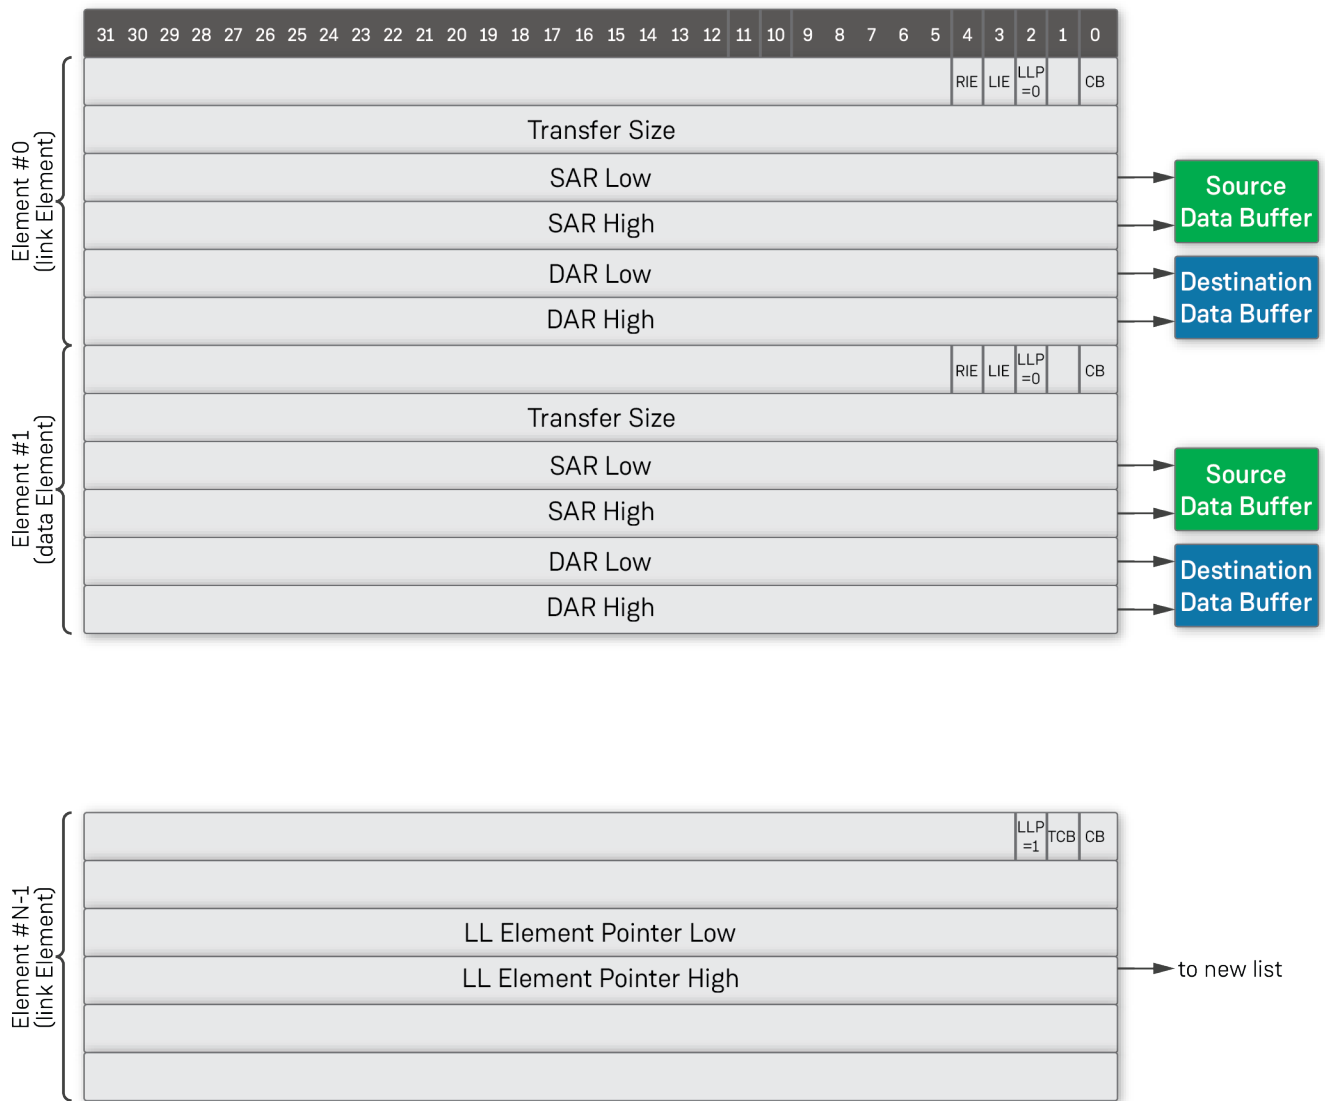 31 30 29 28 27 26 25 24 23 22 21 20 19 18 17 16 15 14 13 12 11 10 9 8 7 6 5 4 3 2 1 0
Element #0
(link Element)
RIE LIE LLP =0 CB
Transfer Size
SAR Low
SAR High
Source
Data Buffer
DAR Low
DAR High
Destination
Data Buffer
Element #1
(data Element)
RIE LIE LLP =0 CB
Transfer Size
SAR Low
SAR High
Source
Data Buffer
DAR Low
DAR High
Destination
Data Buffer
Element #N-1
(link Element)
LLP =1 TCB CB
LL Element Pointer Low
LL Element Pointer High
to new list